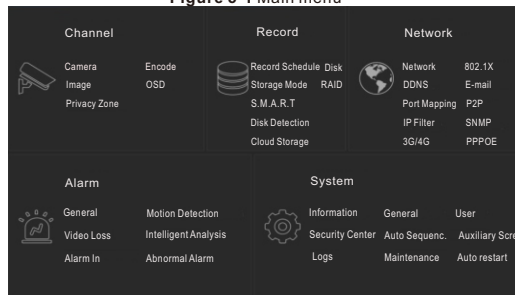 Figure 3-1 Main menu
Channel
Camera Encode
Image OSD
Privacy Zone
Record
Record Schedule Disk
Storage Mode RAID
S.M.A.R.T
Disk Detection
Cloud Storage
Network
Network 802.1X
DDNS E-mail
Port Mapping P2P
IP Filter SNMP
3G/4G PPPOE
Alarm
General Motion Detection
Video Loss Intelligent Analysis
Alarm In Abnormal Alarm
System
Information General User
Security Center Auto Sequenc. Auxiliary Scre
Logs Maintenance Auto restart